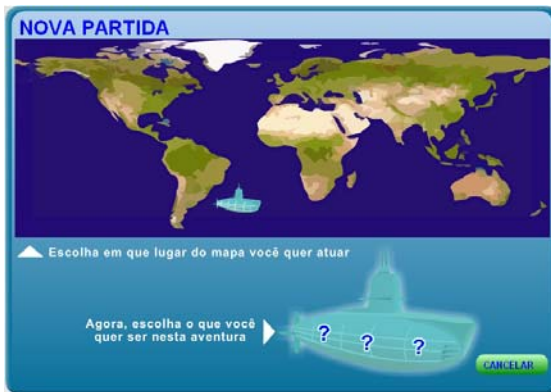 NOVA PARTIDA
Escolha em que lugar do mapa você quer atuar
Agora, escolha o que você
quer ser nesta aventura
? ? ?
CANCELAR